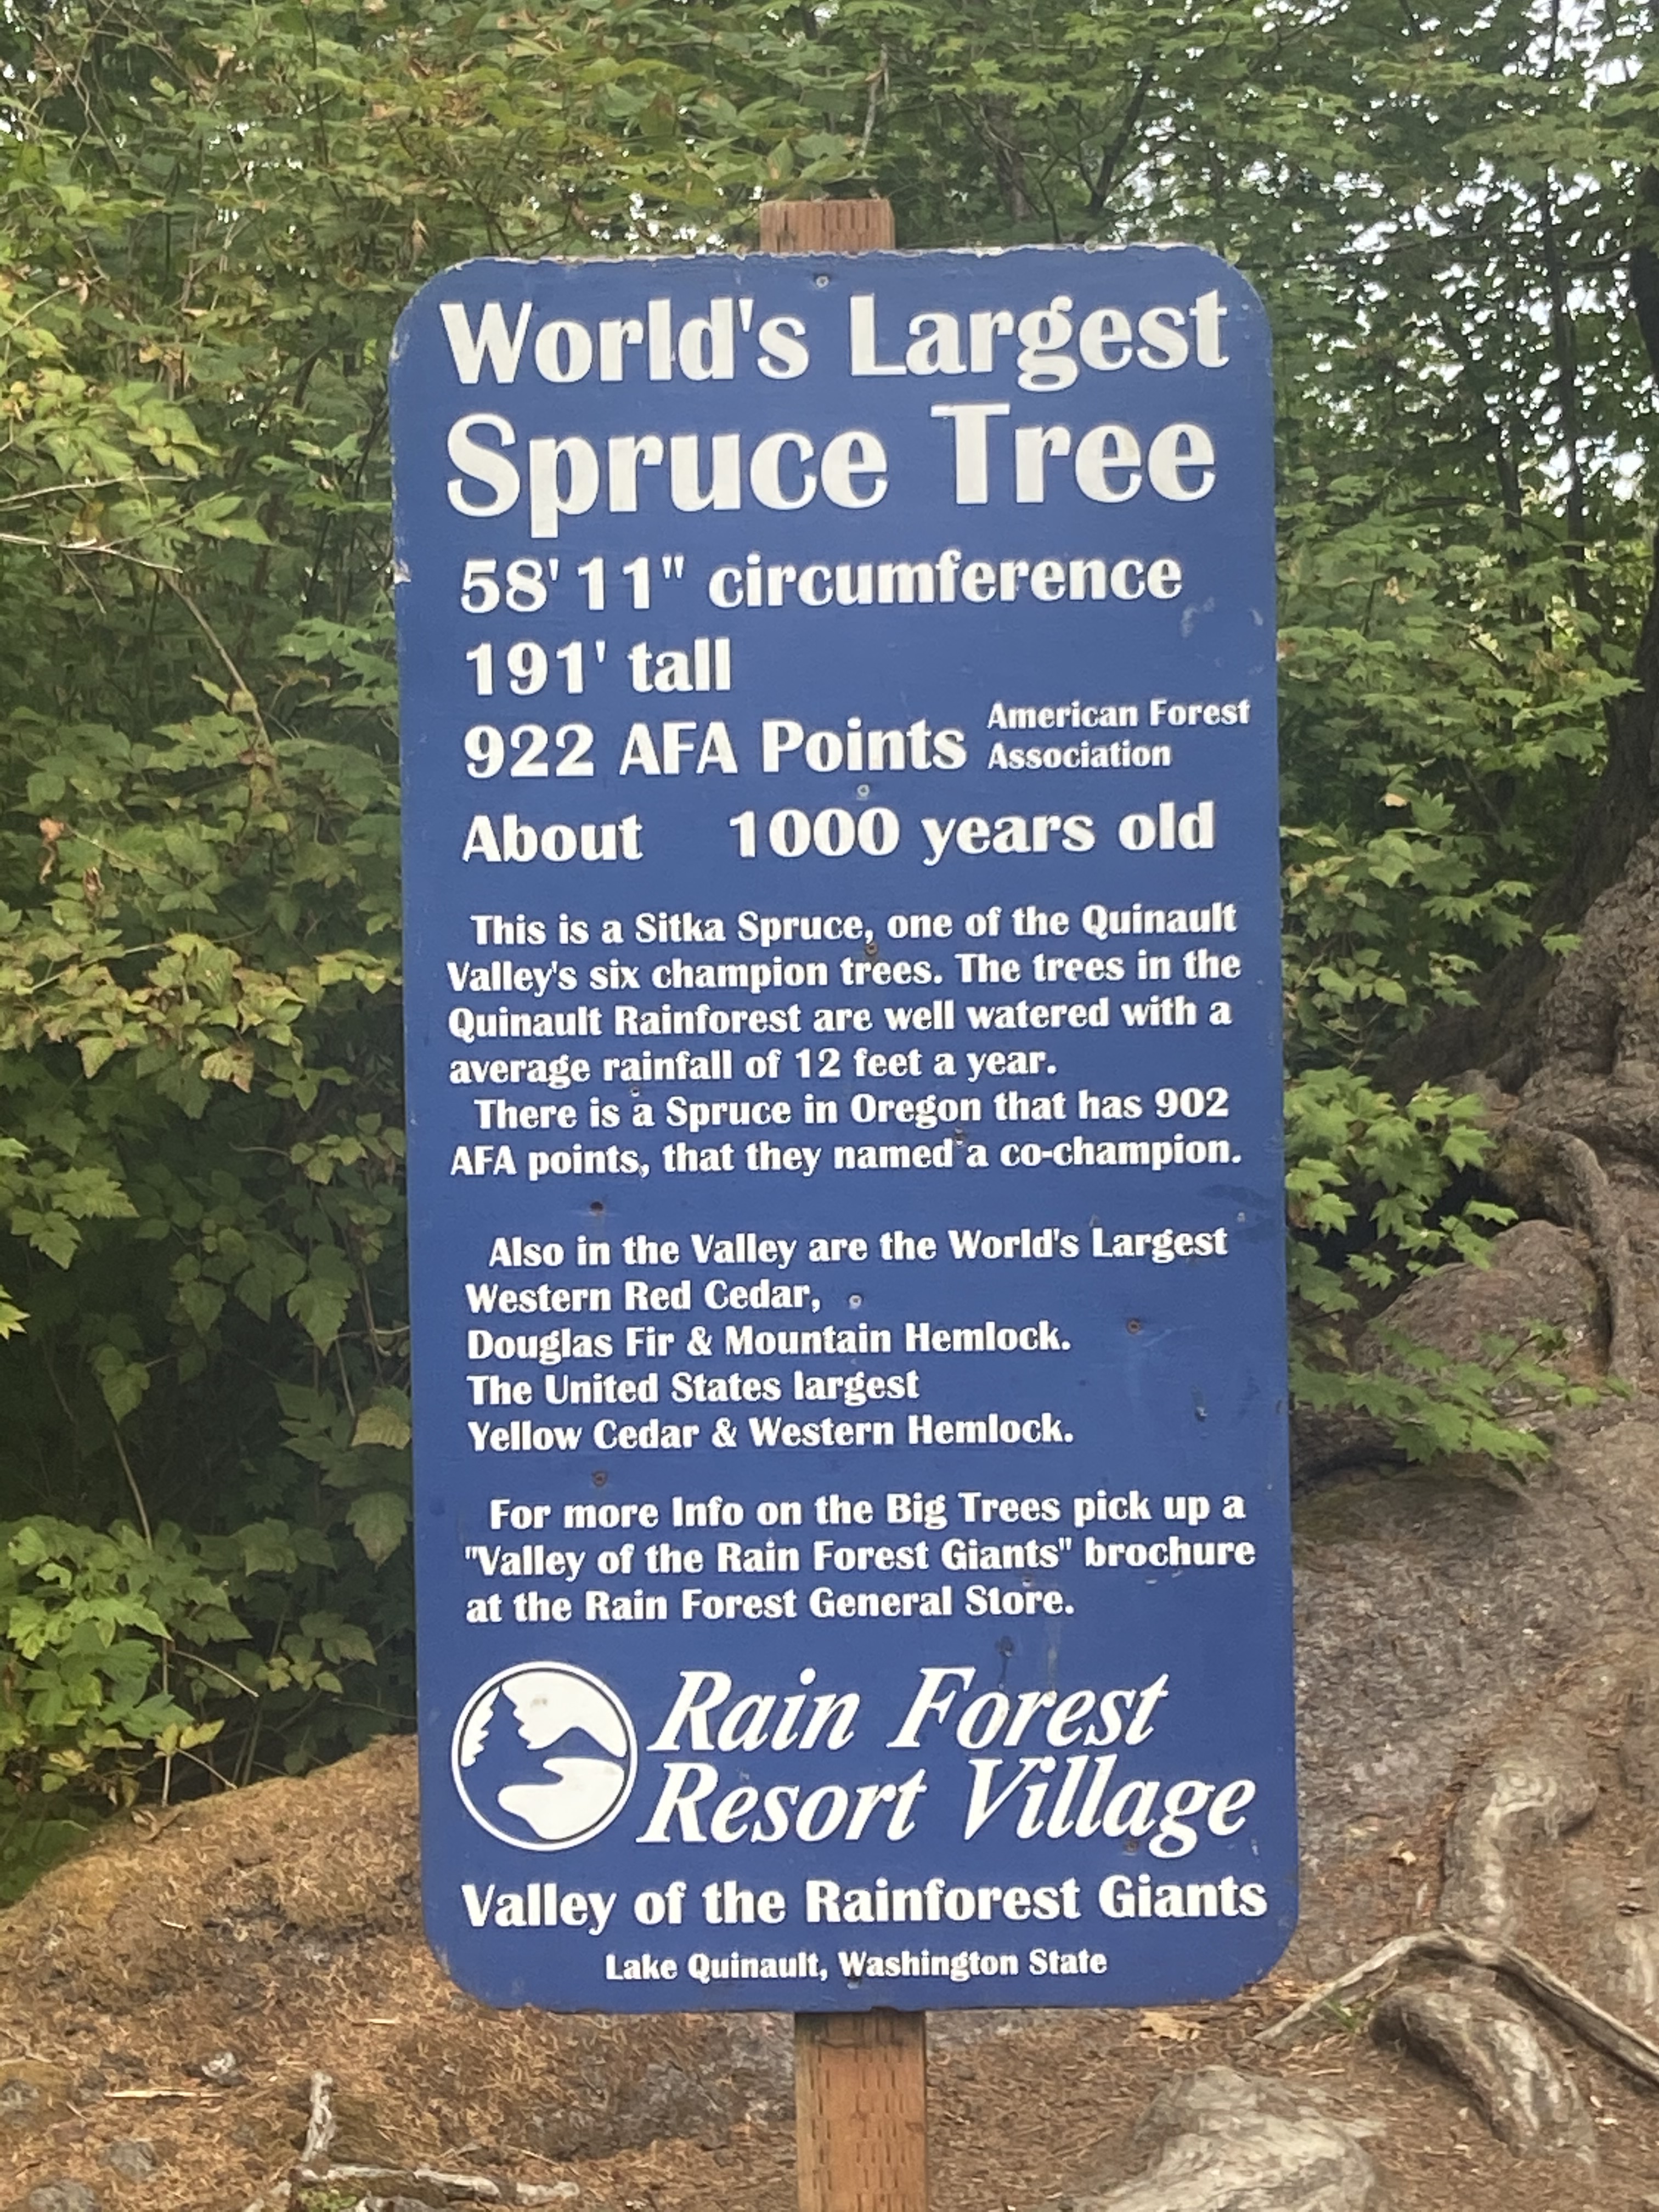 World's Largest
Spruce Tree
58' 11" circumference
191' tall
922 AFA Points American Forest
Association
About 1000 years old
This is a Sitka Spruce, one of the Quinault
Valley's six champion trees. The trees in the
Quinault Rainforest are well watered with a
average rainfall of 12 feet a year.
There is a Spruce in Oregon that has 902
AFA points, that they named a co-champion.
Also in the Valley are the World's Largest
Western Red Cedar,
Douglas Fir & Mountain Hemlock.
The United States largest
Yellow Cedar & Western Hemlock.
For more Info on the Big Trees pick up a
"Valley of the Rain Forest Giants" brochure
at the Rain Forest General Store.
Rain Forest
Resort Village
Valley of the Rainforest Giants
Lake Quinault, Washington State